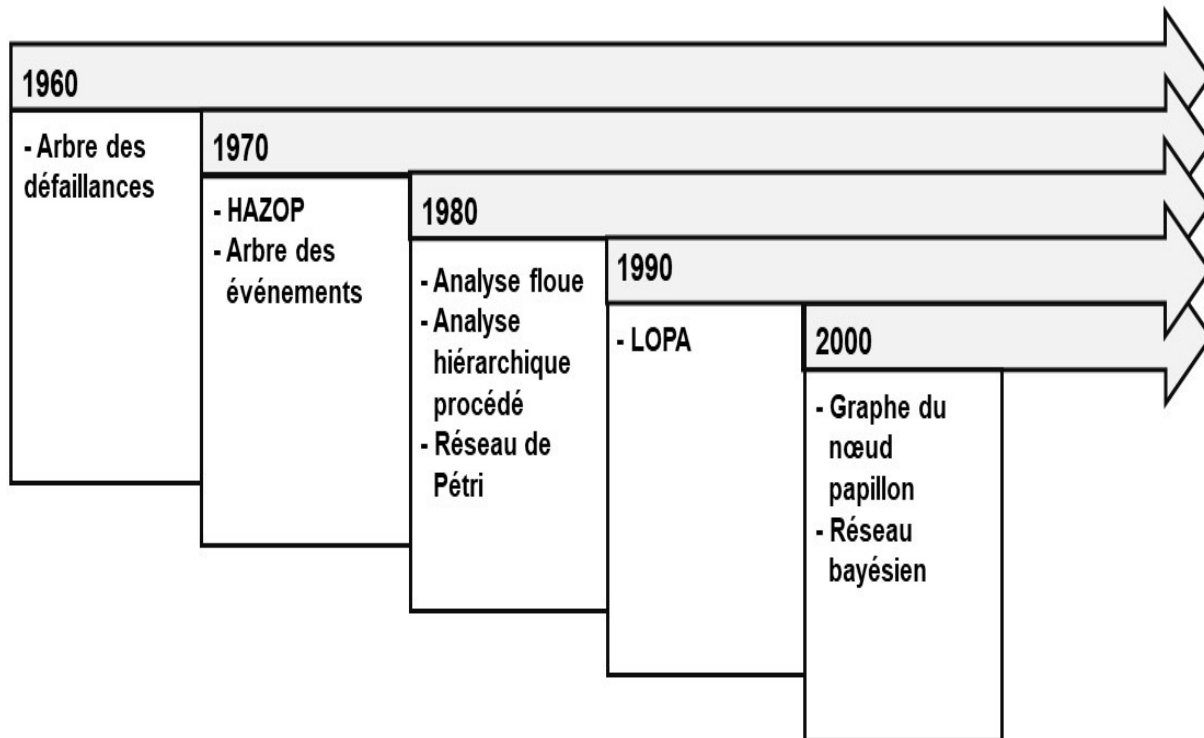 1960
- Arbre des
défaillances
1970
- HAZOP
- Arbre des
événements
1980
- Analyse floue
- Analyse
hiérarchique
procédé
- Réseau de
Pétri
1990
- LOPA
2000
- Graphe du
nœud
papillon
- Réseau
bayésien